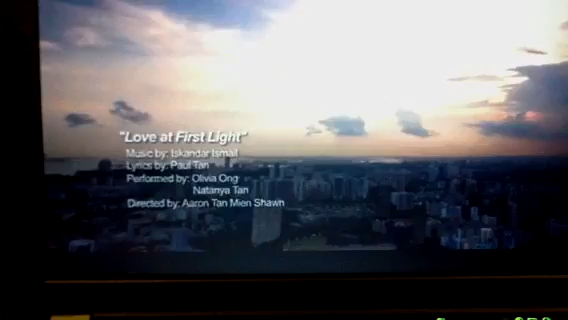 "Love at First Light"
Music by: Iskandar Ismail
Lyrics by: Paul Tan
Performed by: Olivia Ong
Natanya Tan
Directed by: Aaron Tan Mien Shawn